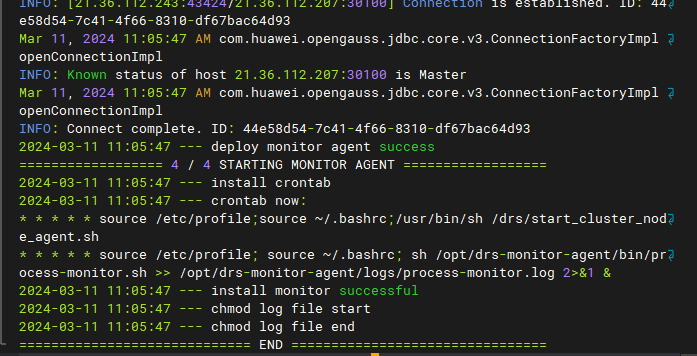 INFO: [21.36.112.243:43424/21.36.112.207:30100] Connection is established. ID: 44
e58d54-7c41-4f66-8310-df67bac64d93
Mar 11, 2024 11:05:47 AM com.huawei.opengauss.jdbc.core.v3.ConnectionFactoryImpl
openConnectionImpl
INFO: Known status of host 21.36.112.207:30100 is Master
Mar 11, 2024 11:05:47 AM com.huawei.opengauss.jdbc.core.v3.ConnectionFactoryImpl
openConnectionImpl
INFO: Connect complete. ID: 44e58d54-7c41-4f66-8310-df67bac64d93
2024-03-11 11:05:47 --- deploy monitor agent success
================== 4 / 4 STARTING MONITOR AGENT ==================
2024-03-11 11:05:47 --- install crontab
2024-03-11 11:05:47 --- crontab now:
* * * * * source /etc/profile;source ~/.bashrc;/usr/bin/sh /drs/start_cluster_nod
e_agent.sh
* * * * * source /etc/profile; source ~/.bashrc; sh /opt/drs-monitor-agent/bin/pr
ocess-monitor.sh >> /opt/drs-monitor-agent/logs/process-monitor.log 2>&1 &
2024-03-11 11:05:47 --- install monitor successful
2024-03-11 11:05:47 --- chmod log file start
2024-03-11 11:05:47 --- chmod log file end
============================= END ================================